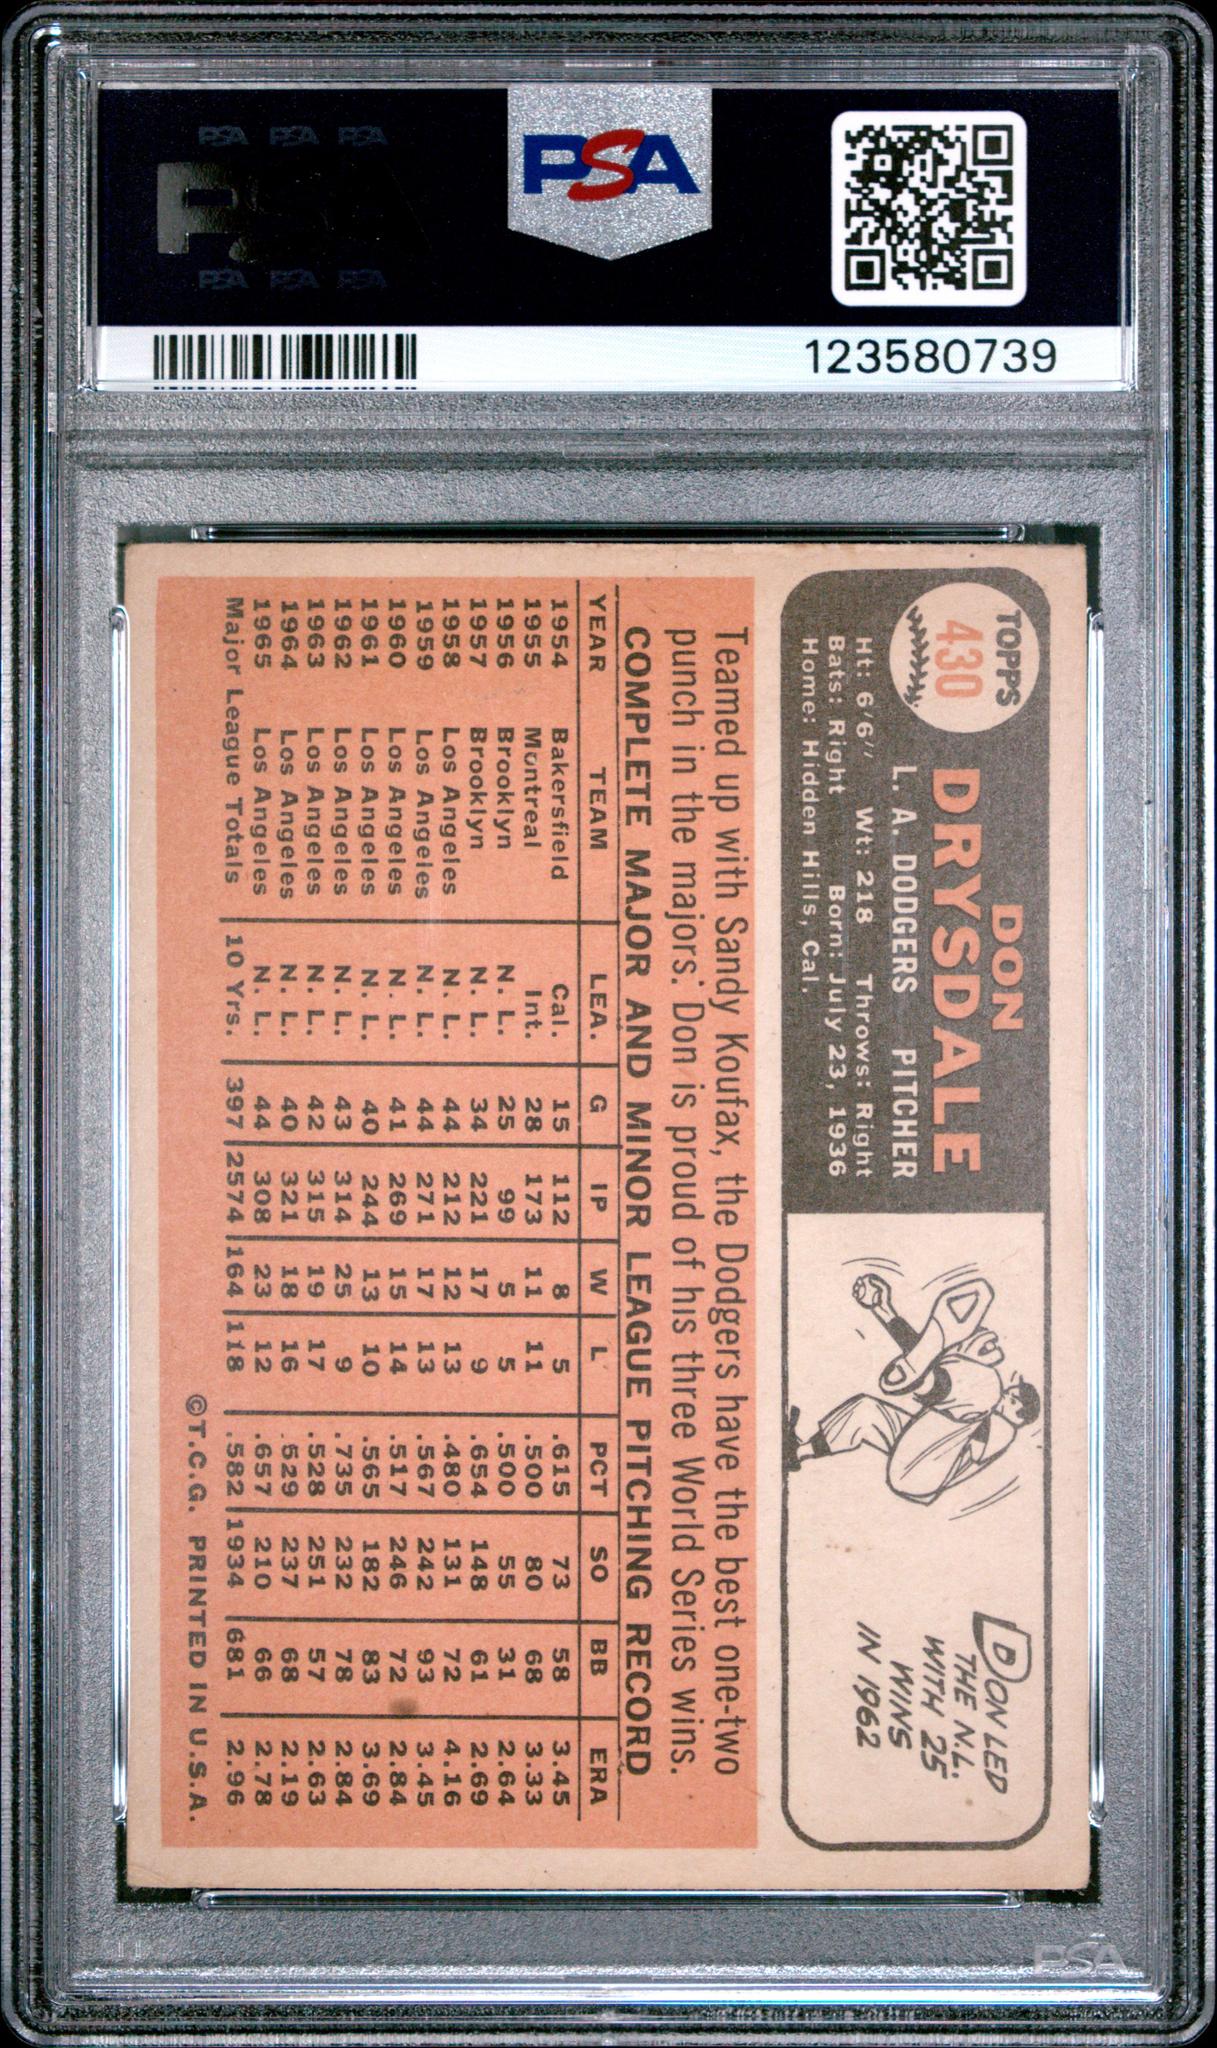 PSA PSA PSA
PSA
PSA PSA PSA
PSA
123580739
TOPPS
430
DON
DRYSDALE
L. A. DODGERS PITCHER
Ht: 6'6" Wt: 218 Throws: Right
Bats: Right Born: July 23, 1936
Home: Hidden Hills, Cal.
DON LED
THE N.L.
WITH 25
WINS
IN 1962
Teamed up with Sandy Koufax, the Dodgers have the best one-two
punch in the majors. Don is proud of his three World Series wins.
COMPLETE MAJOR AND MINOR LEAGUE PITCHING RECORD
YEAR TEAM LEA. G IP W L PCT SO BB ERA
1954 Bakersfield Cal. 15 112 8 5 .615 73 58 3.45
1955 Montreal Int. 28 173 11 11 .500 80 68 3.33
1956 Brooklyn N. L. 25 99 5 5 .500 55 31 2.64
1957 Brooklyn N. L. 34 221 17 9 .654 148 61 2.69
1958 Los Angeles N. L. 44 212 12 13 .480 131 72 4.16
1959 Los Angeles N. L. 44 271 17 13 .567 242 93 3.45
1960 Los Angeles N. L. 41 269 15 14 .517 246 72 2.84
1961 Los Angeles N. L. 40 244 13 10 .565 182 83 3.69
1962 Los Angeles N. L. 43 314 25 9 .735 232 78 2.84
1963 Los Angeles N. L. 42 315 19 17 .528 251 57 2.63
1964 Los Angeles N. L. 40 321 18 16 .529 237 68 2.19
1965 Los Angeles N. L. 44 308 23 12 .657 210 66 2.78
Major League Totals 10 Yrs. 397 2574 164 118 .582 1934 681 2.96
©T.C.G. PRINTED IN U.S.A.
PSA